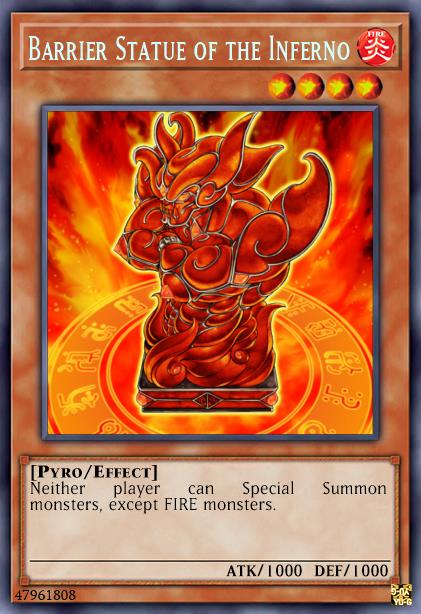 Barrier Statue of the Inferno
FIRE
炎
[Pyro/Effect]
Neither player can Special Summon
monsters, except FIRE monsters.
ATK/1000 DEF/1000
47961808